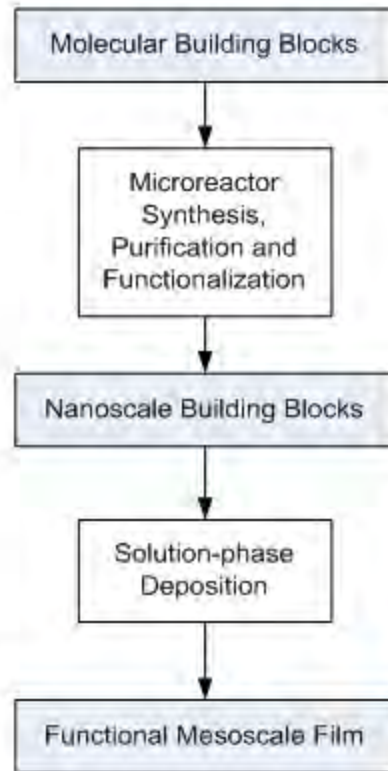 Molecular Building Blocks
Microreactor
Synthesis,
Purification and
Functionalization
Nanoscale Building Blocks
Solution-phase
Deposition
Functional Mesoscale Film